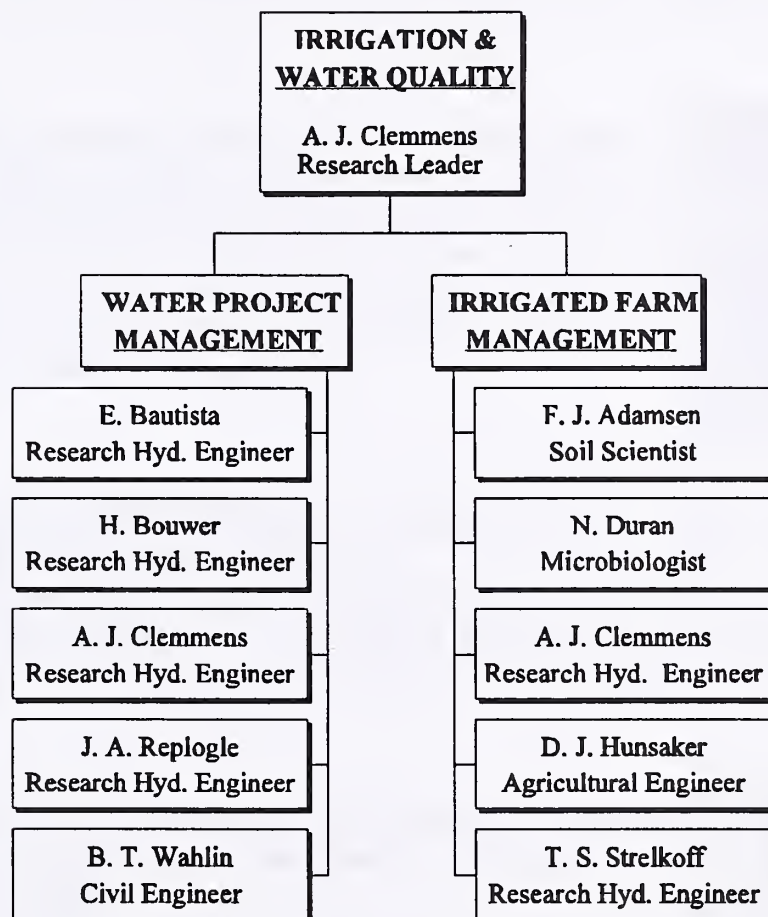 IRRIGATION &
WATER QUALITY
A. J. Clemmens
Research Leader
WATER PROJECT
MANAGEMENT
E. Bautista
Research Hyd. Engineer
H. Bouwer
Research Hyd. Engineer
A. J. Clemmens
Research Hyd. Engineer
J. A. Replogle
Research Hyd. Engineer
B. T. Wahlin
Civil Engineer
IRRIGATED FARM
MANAGEMENT
F. J. Adamsen
Soil Scientist
N. Duran
Microbiologist
A. J. Clemmens
Research Hyd. Engineer
D. J. Hunsaker
Agricultural Engineer
T. S. Strelkoff
Research Hyd. Engineer